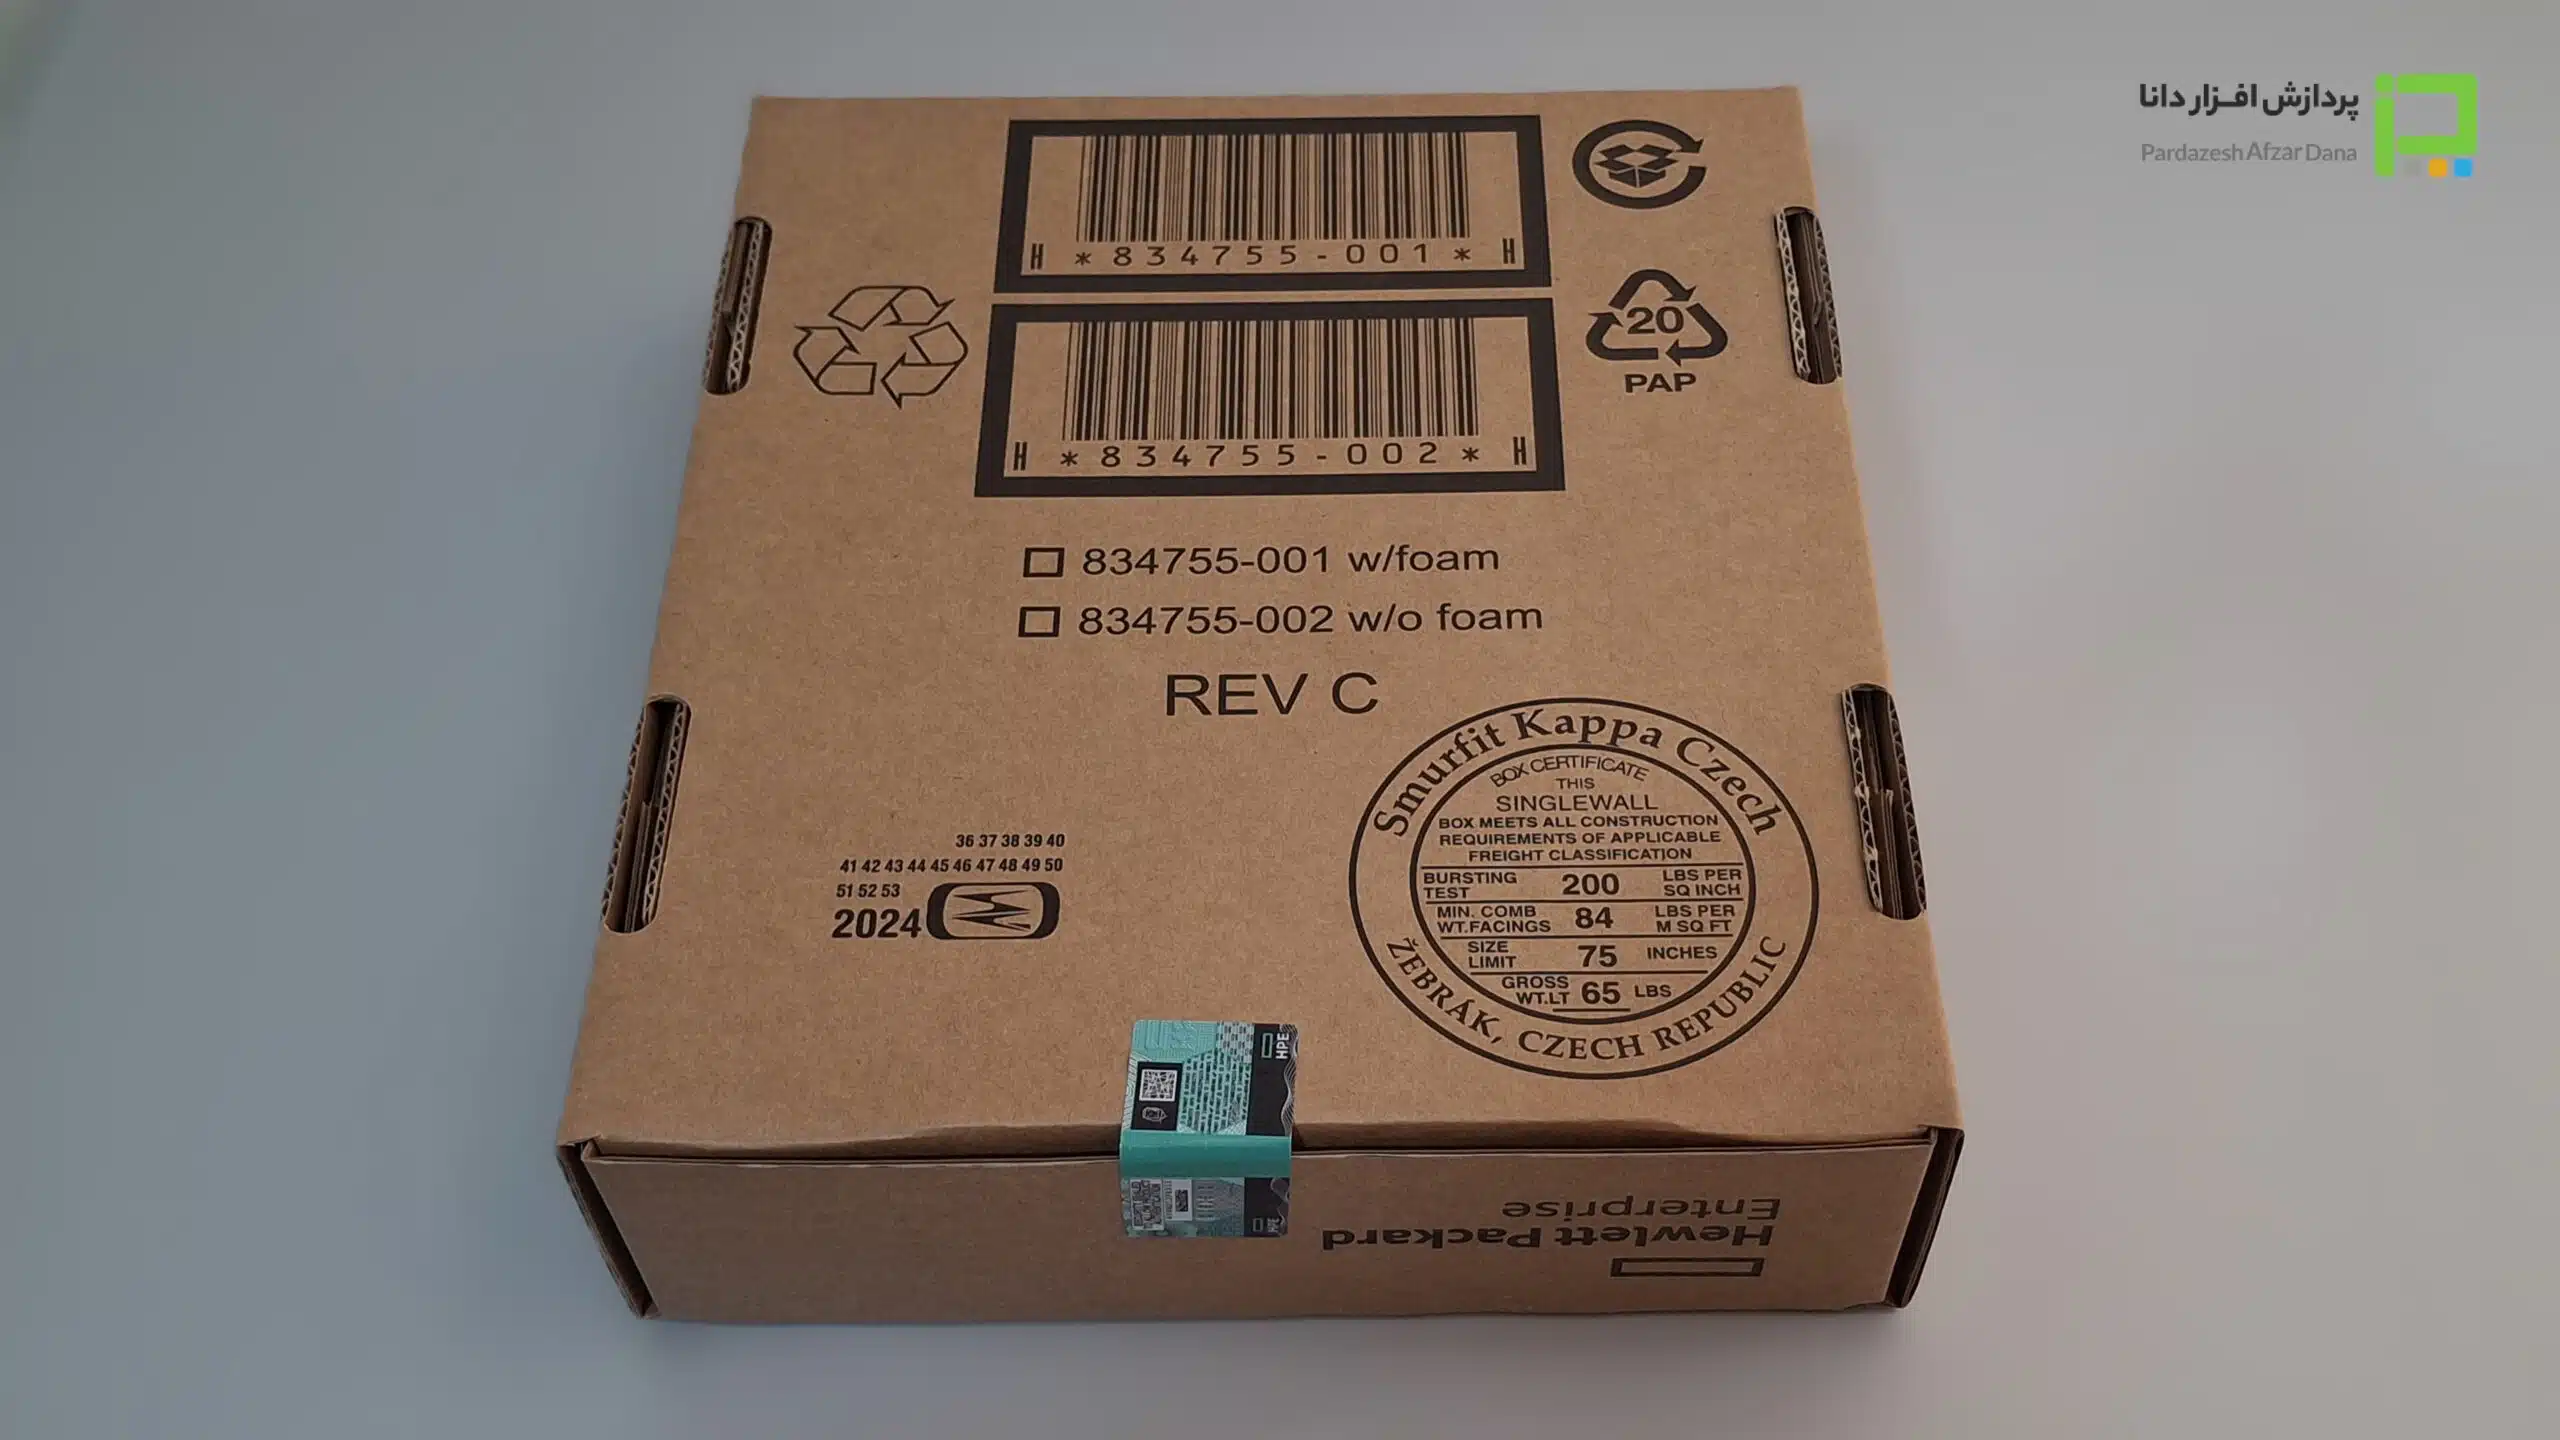 پردازش افزار دانا
Pardazesh Afzar Dana
H *834755-001* H
20
PAP
H *834755-002* H
834755-001 w/foam
834755-002 w/o foam
REV C
Smurfit Kappa Czech
BOX CERTIFICATE
THIS
SINGLEWALL
BOX MEETS ALL CONSTRUCTION
REQUIREMENTS OF APPLICABLE
FREIGHT CLASSIFICATION
BURSTING TEST 200 LBS PER SQ INCH
MIN. COMB WT.FACINGS 84 LBS PER M SQ FT
SIZE LIMIT 75 INCHES
GROSS WT.LT 65 LBS
ŽEBRÁK, CZECH REPUBLIC
36 37 38 39 40
41 42 43 44 45 46 47 48 49 50
51 52 53
2024
HPE
HPE
Hewlett Packard
Enterprise